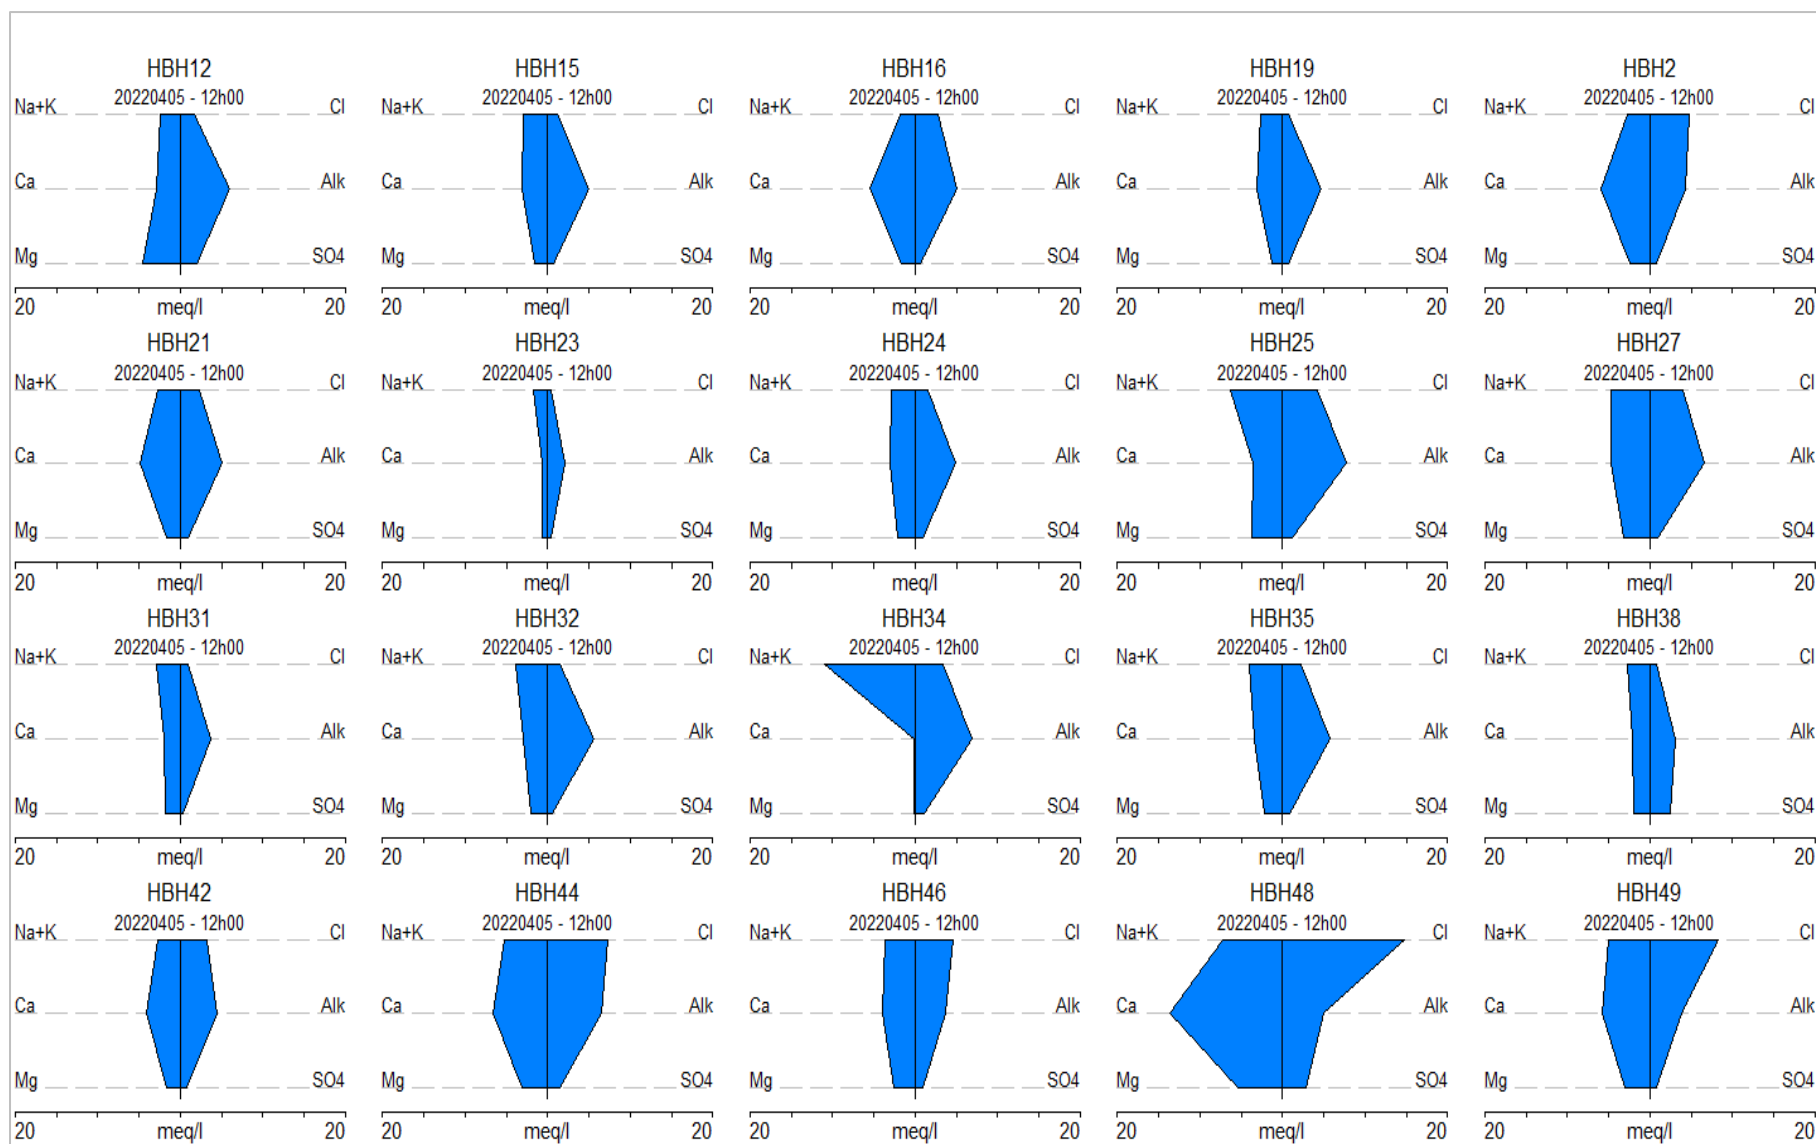 HBH12 HBH15 HBH16 HBH19 HBH2
Na+K 20220405 - 12h00 Cl Na+K 20220405 - 12h00 Cl Na+K 20220405 - 12h00 Cl Na+K 20220405 - 12h00 Cl Na+K 20220405 - 12h00 Cl
Ca Alk Ca Alk Ca Alk Ca Alk Ca Alk
Mg SO4 Mg SO4 Mg SO4 Mg SO4 Mg SO4
20 meq/l 20 20 meq/l 20 20 meq/l 20 20 meq/l 20 20 meq/l 20
HBH21 HBH23 HBH24 HBH25 HBH27
Na+K 20220405 - 12h00 Cl Na+K 20220405 - 12h00 Cl Na+K 20220405 - 12h00 Cl Na+K 20220405 - 12h00 Cl Na+K 20220405 - 12h00 Cl
Ca Alk Ca Alk Ca Alk Ca Alk Ca Alk
Mg SO4 Mg SO4 Mg SO4 Mg SO4 Mg SO4
20 meq/l 20 20 meq/l 20 20 meq/l 20 20 meq/l 20 20 meq/l 20
HBH31 HBH32 HBH34 HBH35 HBH38
Na+K 20220405 - 12h00 Cl Na+K 20220405 - 12h00 Cl Na+K 20220405 - 12h00 Cl Na+K 20220405 - 12h00 Cl Na+K 20220405 - 12h00 Cl
Ca Alk Ca Alk Ca Alk Ca Alk Ca Alk
Mg SO4 Mg SO4 Mg SO4 Mg SO4 Mg SO4
20 meq/l 20 20 meq/l 20 20 meq/l 20 20 meq/l 20 20 meq/l 20
HBH42 HBH44 HBH46 HBH48 HBH49
Na+K 20220405 - 12h00 Cl Na+K 20220405 - 12h00 Cl Na+K 20220405 - 12h00 Cl Na+K 20220405 - 12h00 Cl Na+K 20220405 - 12h00 Cl
Ca Alk Ca Alk Ca Alk Ca Alk Ca Alk
Mg SO4 Mg SO4 Mg SO4 Mg SO4 Mg SO4
20 meq/l 20 20 meq/l 20 20 meq/l 20 20 meq/l 20 20 meq/l 20